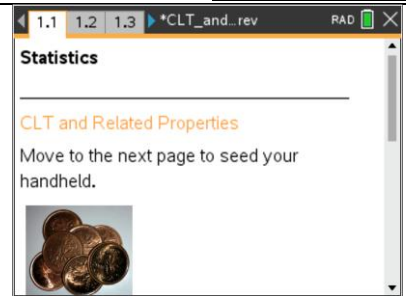 1.1 1.2 1.3 *CLT_and...rev RAD
Statistics
CLT and Related Properties
Move to the next page to seed your
handheld.